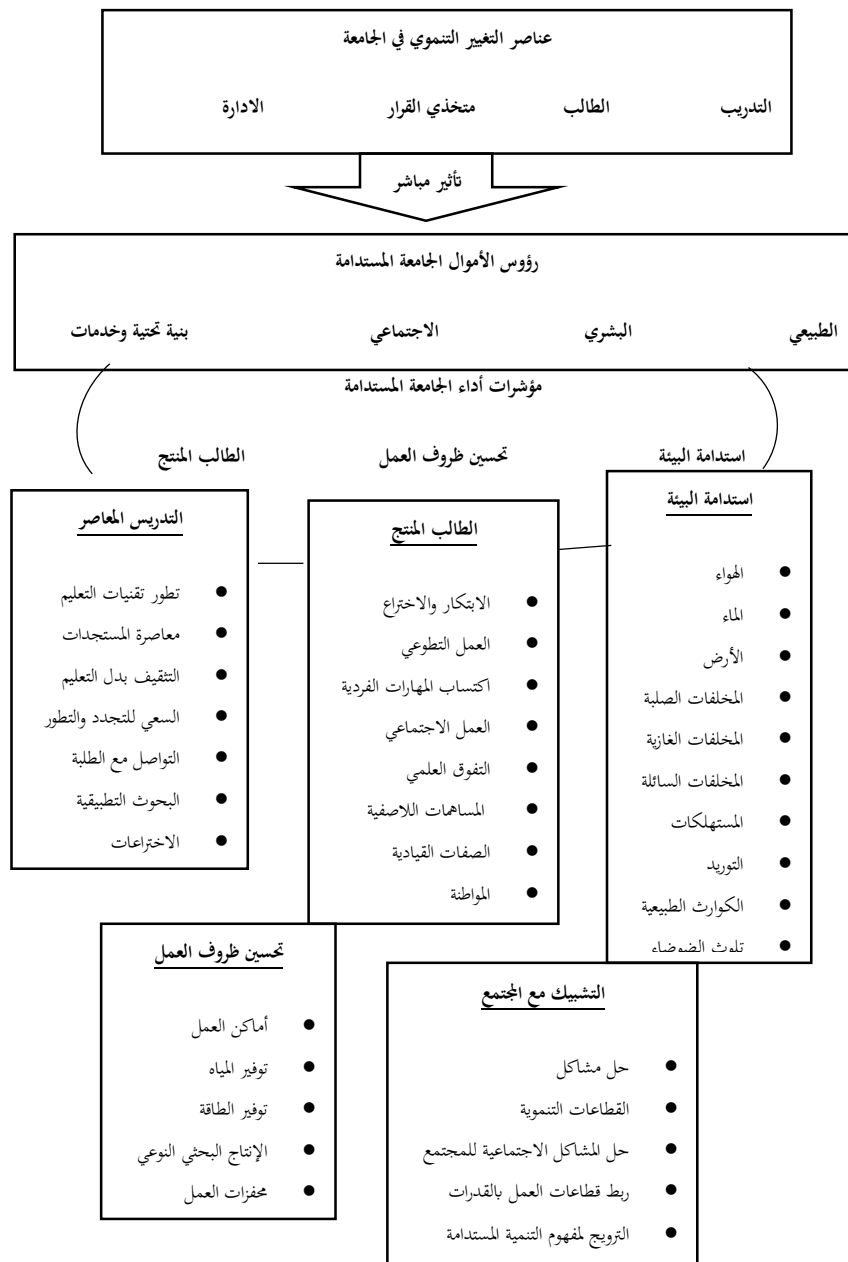 عناصر التغيير التنموي في الجامعة
التدريب الطالب متخذي القرار الادارة
تأثير مباشر
رؤوس الأموال الجامعة المستدامة
الطبيعي البشري الاجتماعي بنية تحتية وخدمات
مؤشرات أداء الجامعة المستدامة
استدامة البيئة تحسين ظروف العمل الطالب المنتج
استدامة البيئة
● الهواء
● الماء
● الأرض
● المخلفات الصلبة
● المخلفات الغازية
● المخلفات السائلة
● المستهلكات
● التوريد
● الكوارث الطبيعية
● تلوث الضوضاء
الطالب المنتج
● الابتكار والاختراع
● العمل التطوعي
● اكتساب المهارات الفردية
● العمل الاجتماعي
● التفوق العلمي
● المساهمات اللاصفية
● الصفات القيادية
● المواطنة
التدريس المعاصر
● تطور تقنيات التعليم
● معاصرة المستجدات
● التثقيف بدل التعليم
● السعي للتجدد والتطور
● التواصل مع الطلبة
● البحوث التطبيقية
● الاختراعات
التشبيك مع المجتمع
● حل مشاكل
● القطاعات التنموية
● حل المشاكل الاجتماعية للمجتمع
● ربط قطاعات العمل بالقدرات
● الترويج لمفهوم التنمية المستدامة
تحسين ظروف العمل
● أماكن العمل
● توفير المياه
● توفير الطاقة
● الإنتاج البحثي النوعي
● محفزات العمل